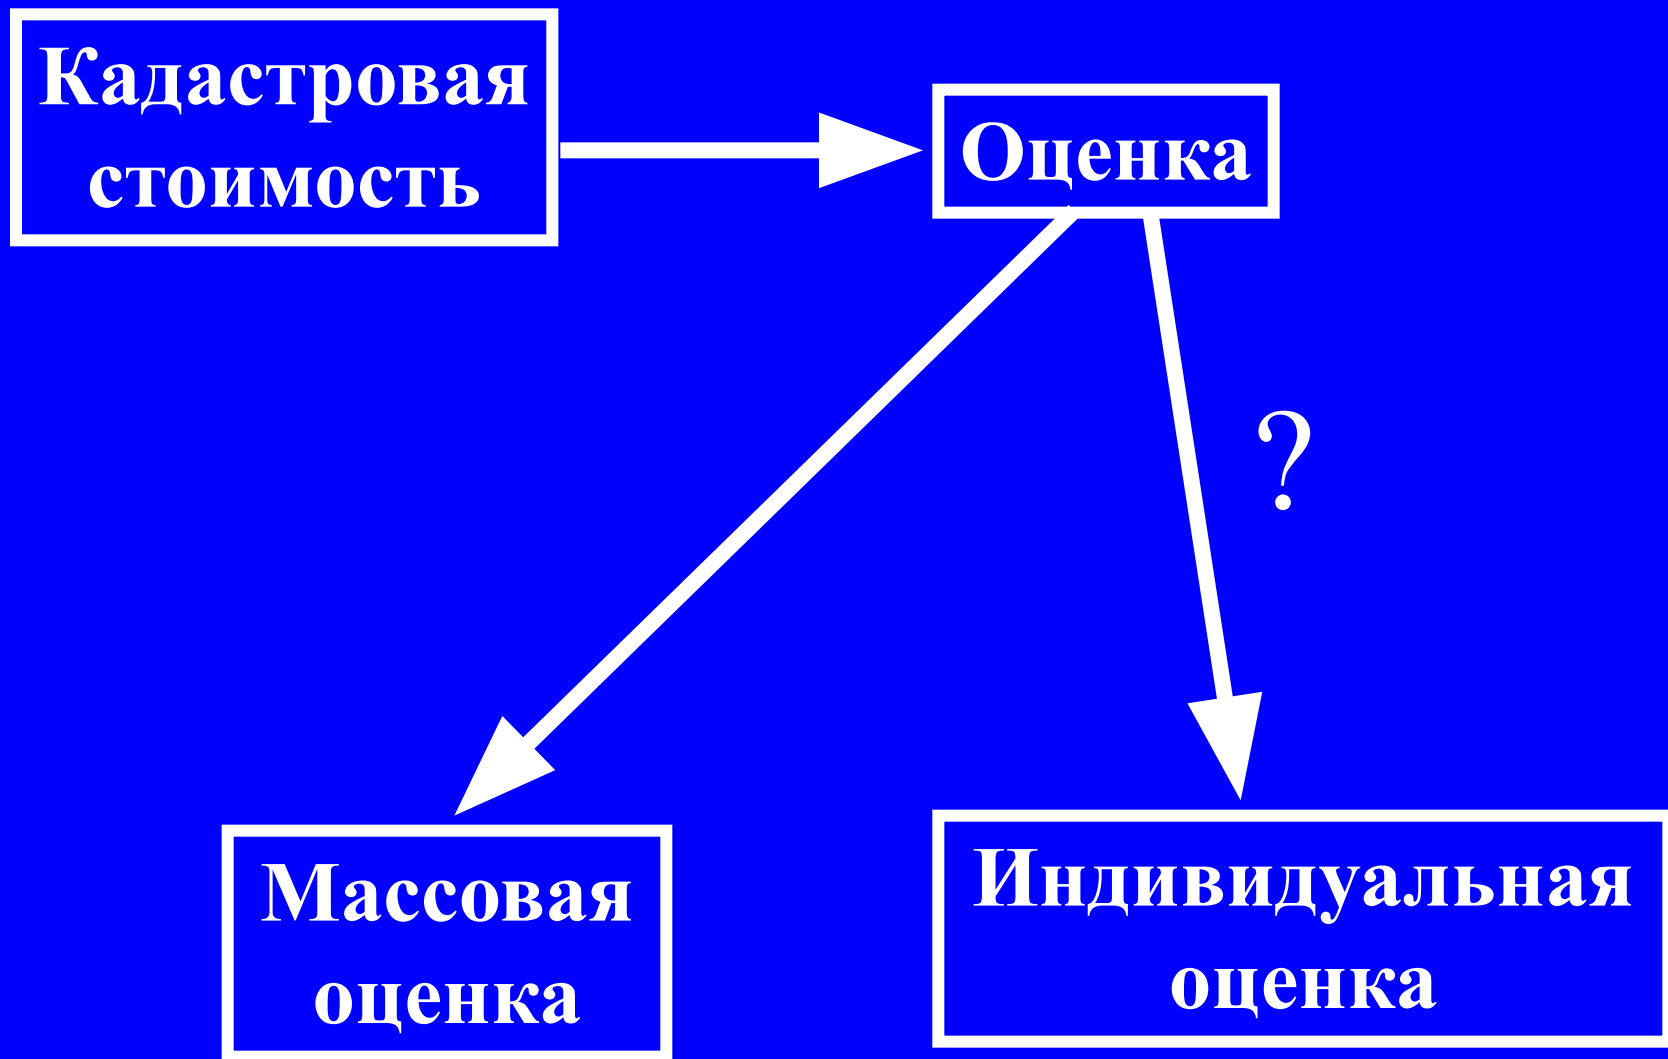 Кадастровая
стоимость
Оценка
?
Массовая
оценка
Индивидуальная
оценка